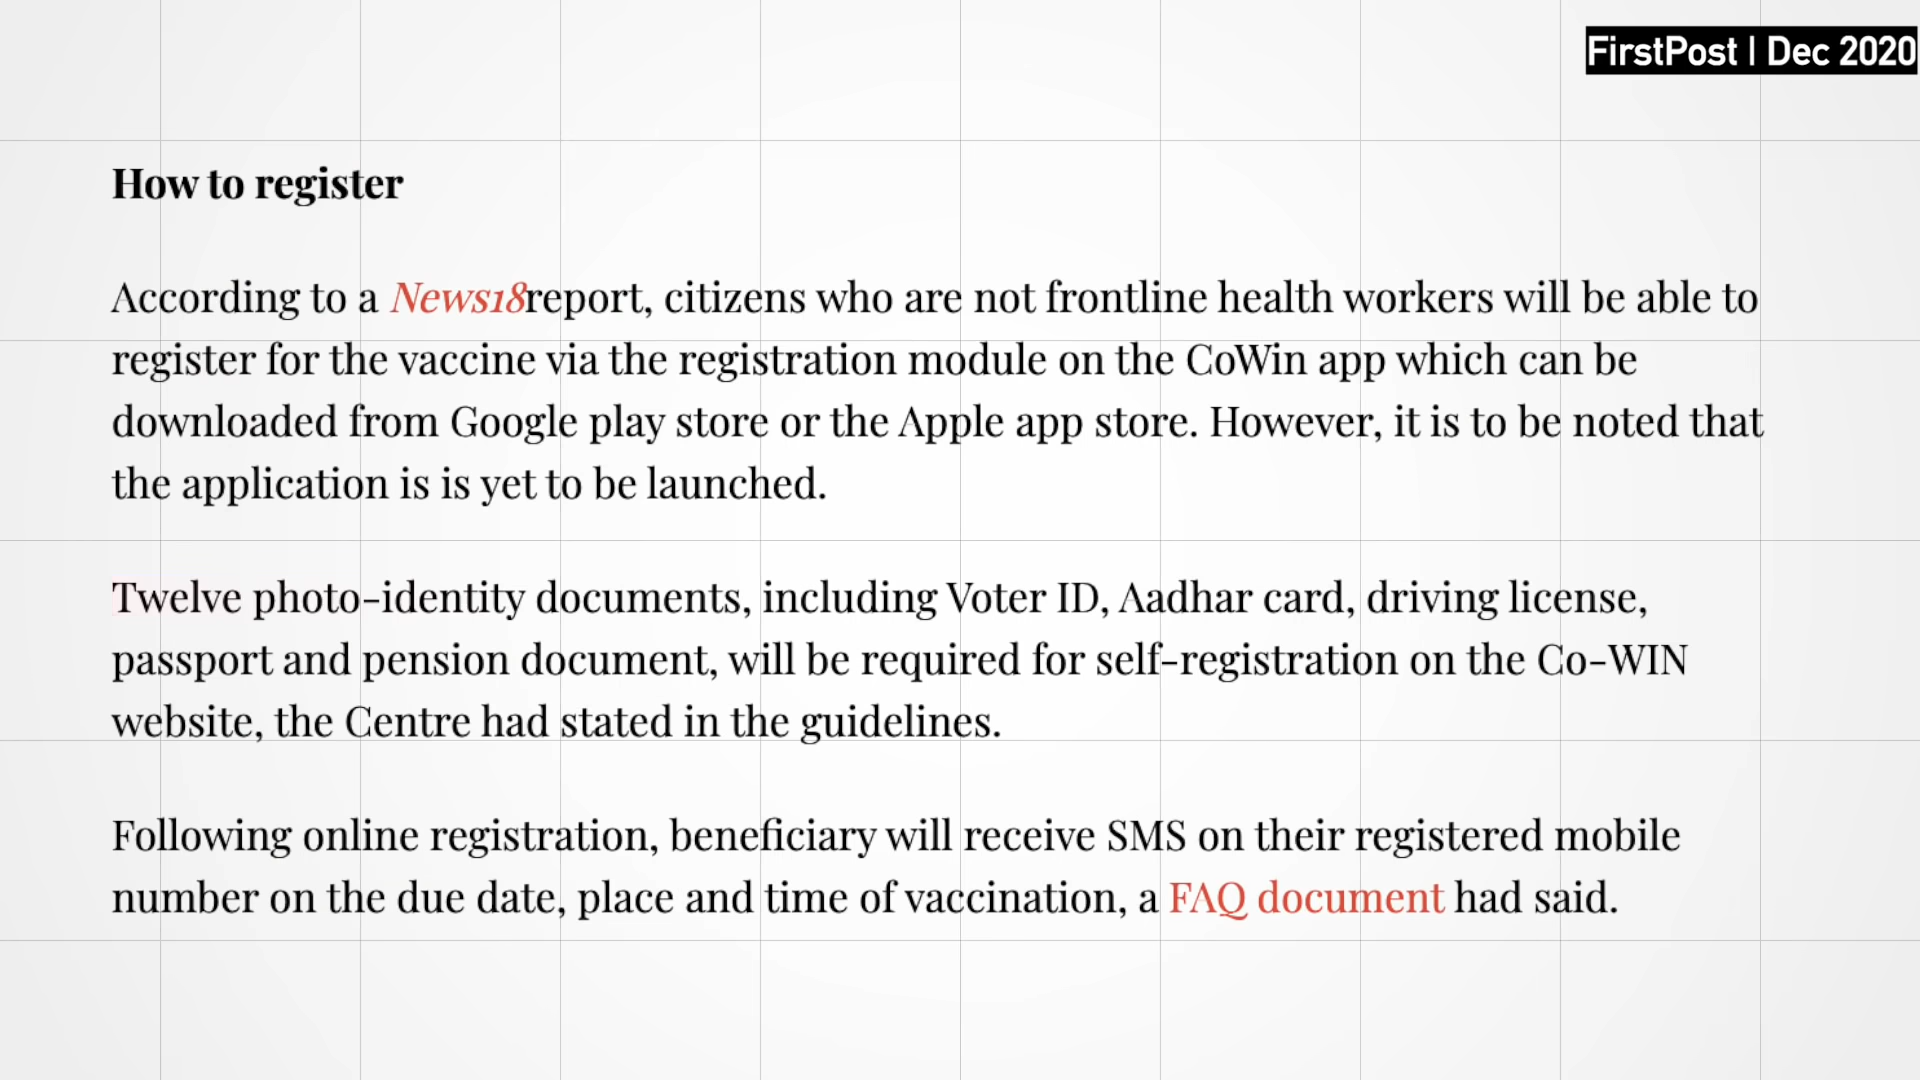 FirstPost | Dec 2020
How to register
According to a News18report, citizens who are not frontline health workers will be able to
register for the vaccine via the registration module on the CoWin app which can be
downloaded from Google play store or the Apple app store. However, it is to be noted that
the application is is yet to be launched.
Twelve photo-identity documents, including Voter ID, Aadhar card, driving license,
passport and pension document, will be required for self-registration on the Co-WIN
website, the Centre had stated in the guidelines.
Following online registration, beneficiary will receive SMS on their registered mobile
number on the due date, place and time of vaccination, a FAQ document had said.